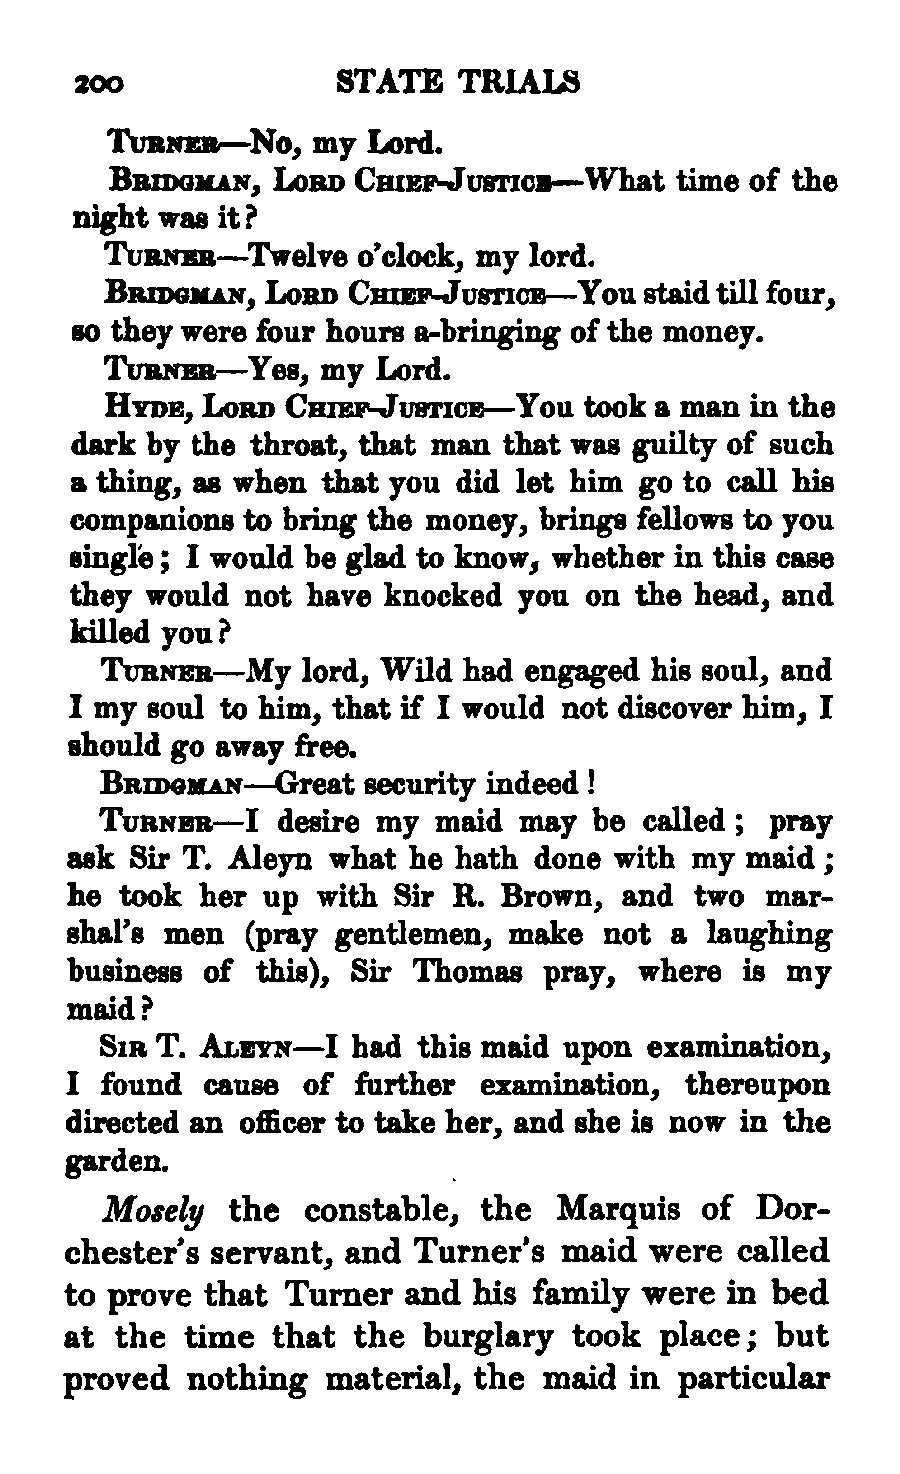 200 STATE TRIALS
TURNER—No, my Lord.
BRIDGMAN, LORD CHIEF-JUSTICE—What time of the
night was it?
TURNER—Twelve o'clock, my lord.
BRIDGMAN, LORD CHIEF-JUSTICE—You staid till four,
so they were four hours a-bringing of the money.
TURNER—Yes, my Lord.
HYDE, LORD CHIEF-JUSTICE—You took a man in the
dark by the throat, that man that was guilty of such
a thing, as when that you did let him go to call his
companions to bring the money, brings fellows to you
single; I would be glad to know, whether in this case
they would not have knocked you on the head, and
killed you?
TURNER—My lord, Wild had engaged his soul, and
I my soul to him, that if I would not discover him, I
should go away free.
BRIDGMAN—Great security indeed!
TURNER—I desire my maid may be called; pray
ask Sir T. Aleyn what he hath done with my maid;
he took her up with Sir R. Brown, and two mar-
shal's men (pray gentlemen, make not a laughing
business of this), Sir Thomas pray, where is my
maid?
SIR T. ALEYN—I had this maid upon examination,
I found cause of further examination, thereupon
directed an officer to take her, and she is now in the
garden.
Mosely the constable, the Marquis of Dor-
chester's servant, and Turner's maid were called
to prove that Turner and his family were in bed
at the time that the burglary took place; but
proved nothing material, the maid in particular